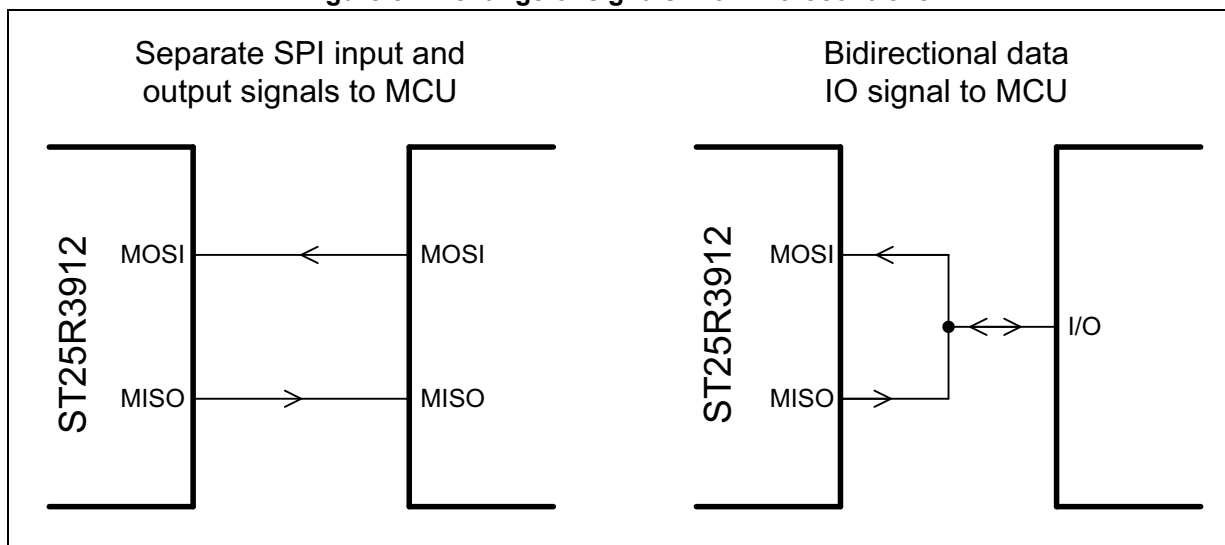 Separate SPI input and
output signals to MCU
ST25R3912
MOSI
MOSI
MISO
MISO
Bidirectional data
IO signal to MCU
ST25R3912
MOSI
I/O
MISO